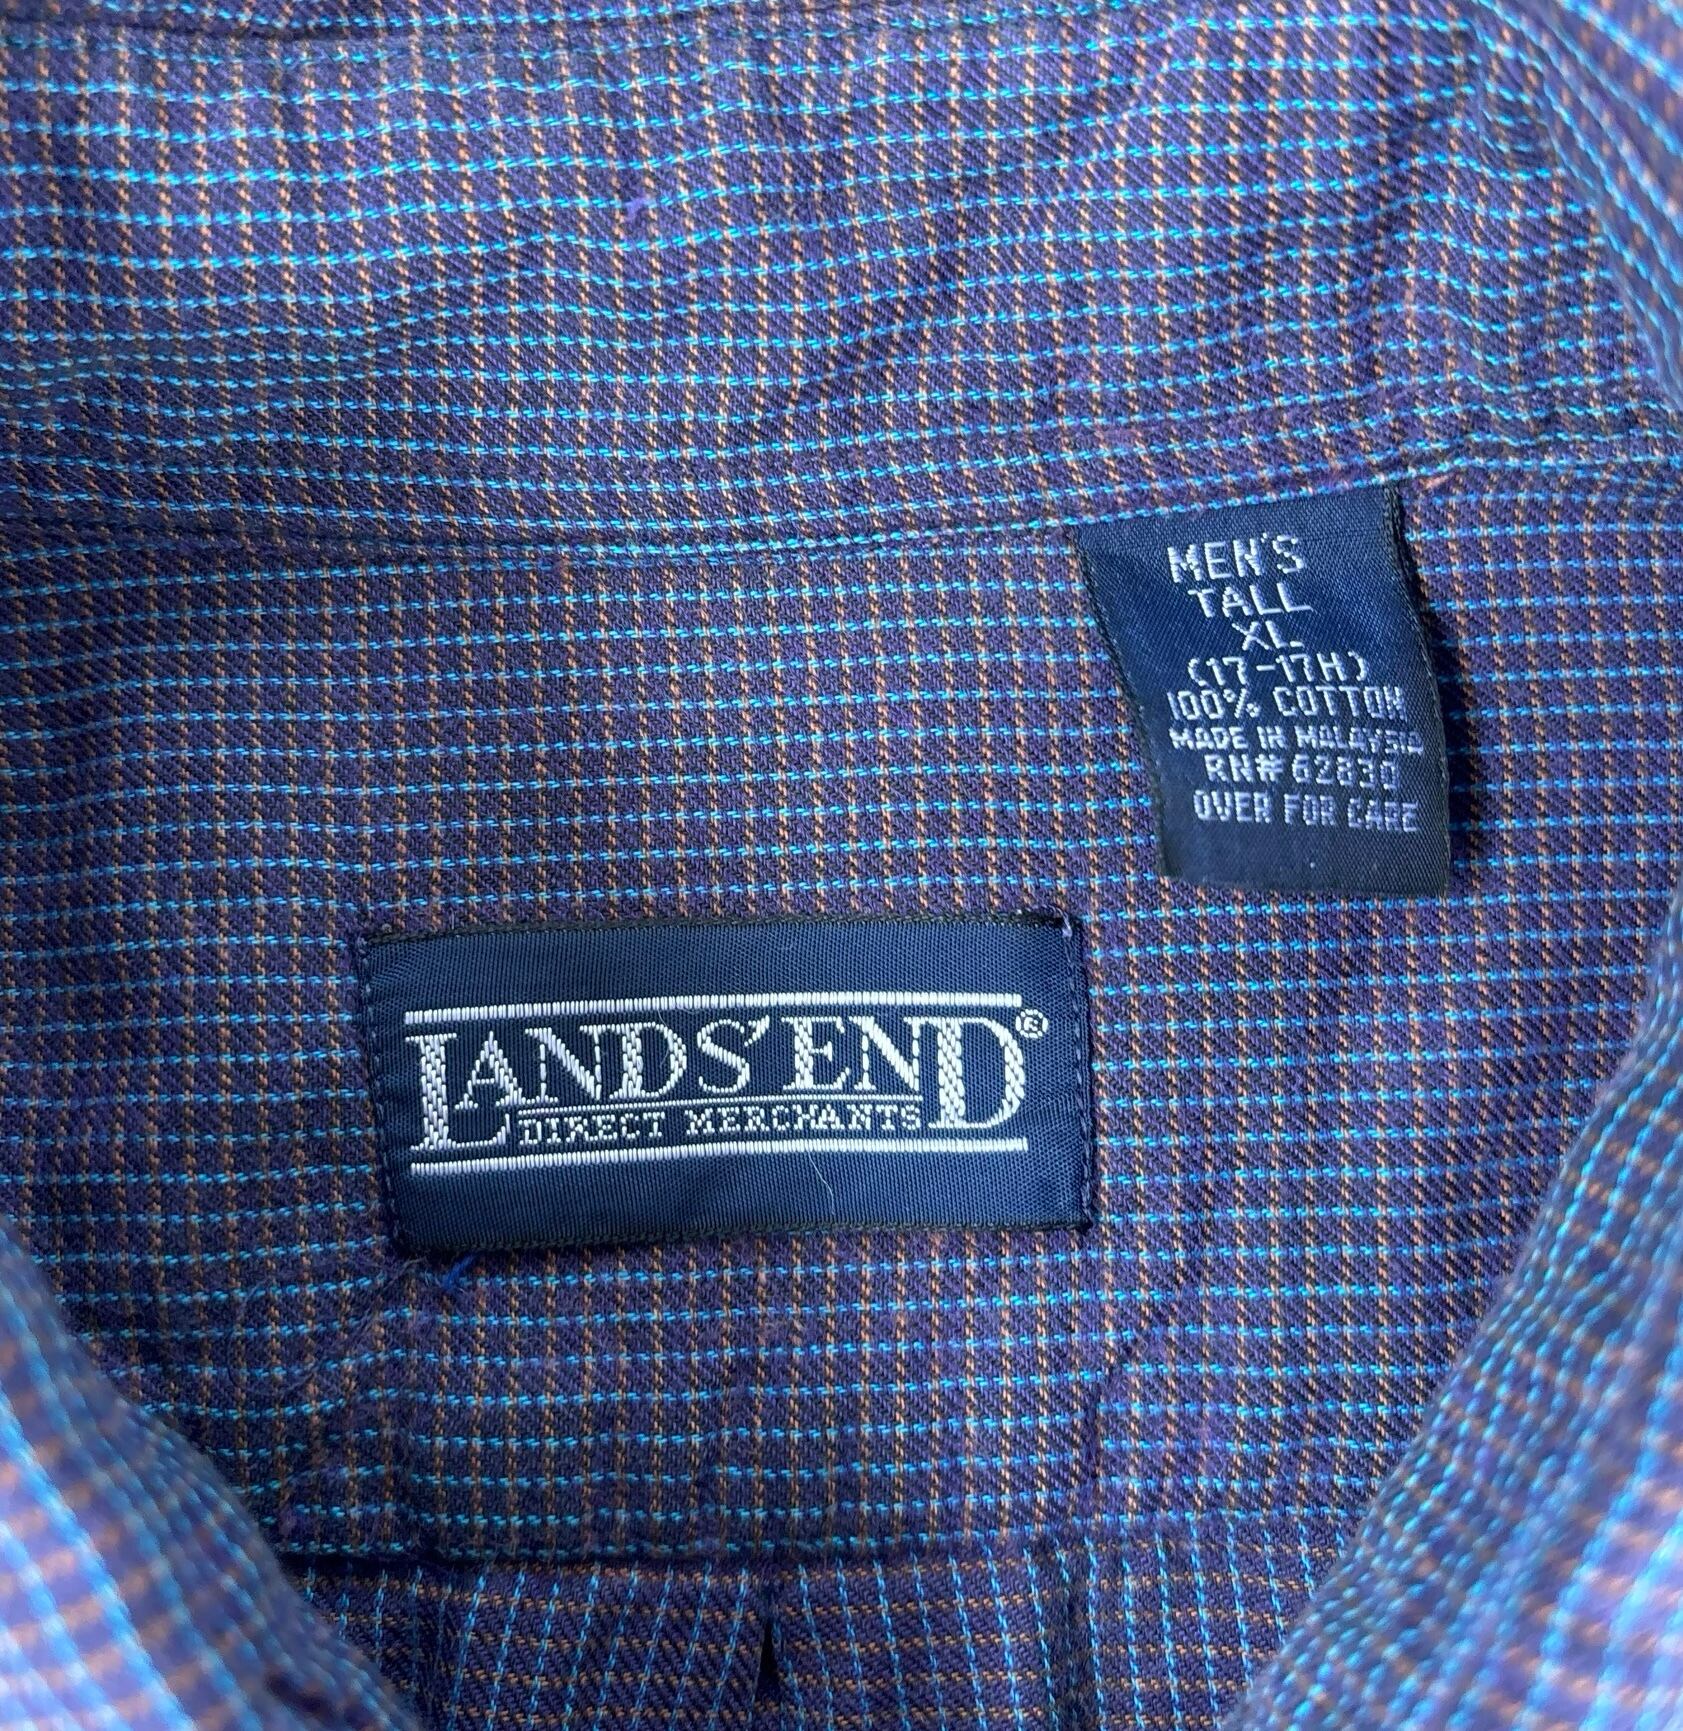 MEN'S
TALL
XL
(17-17H)
100% COTTON
MADE IN MALAYSIA
RN#62830
OVER FOR CARE
LANDS' END®
DIRECT MERCHANTS